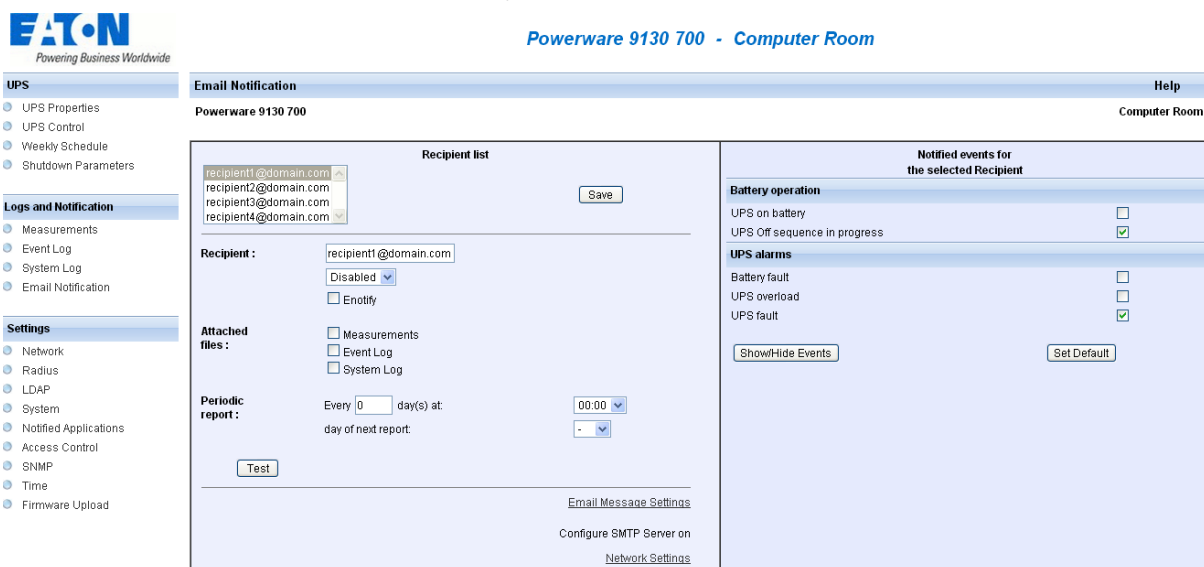 EATON
Powering Business Worldwide
Powerware 9130 700 - Computer Room
UPS
UPS Properties
UPS Control
Weekly Schedule
Shutdown Parameters
Logs and Notification
Measurements
Event Log
System Log
Email Notification
Settings
Network
Radius
LDAP
System
Notified Applications
Access Control
SNMP
Time
Firmware Upload
Email Notification Help
Powerware 9130 700 Computer Room
Recipient list
recipient1@domain.com
recipient2@domain.com
recipient3@domain.com
recipient4@domain.com
Save
Recipient : recipient1@domain.com
Disabled
Enotify
Attached
files :
Measurements
Event Log
System Log
Periodic
report :
Every 0 day(s) at: 00:00
day of next report: -
Test
Email Message Settings
Configure SMTP Server on
Network Settings
Notified events for
the selected Recipient
Battery operation
UPS on battery
UPS Off sequence in progress
UPS alarms
Battery fault
UPS overload
UPS fault
Show/Hide Events Set Default